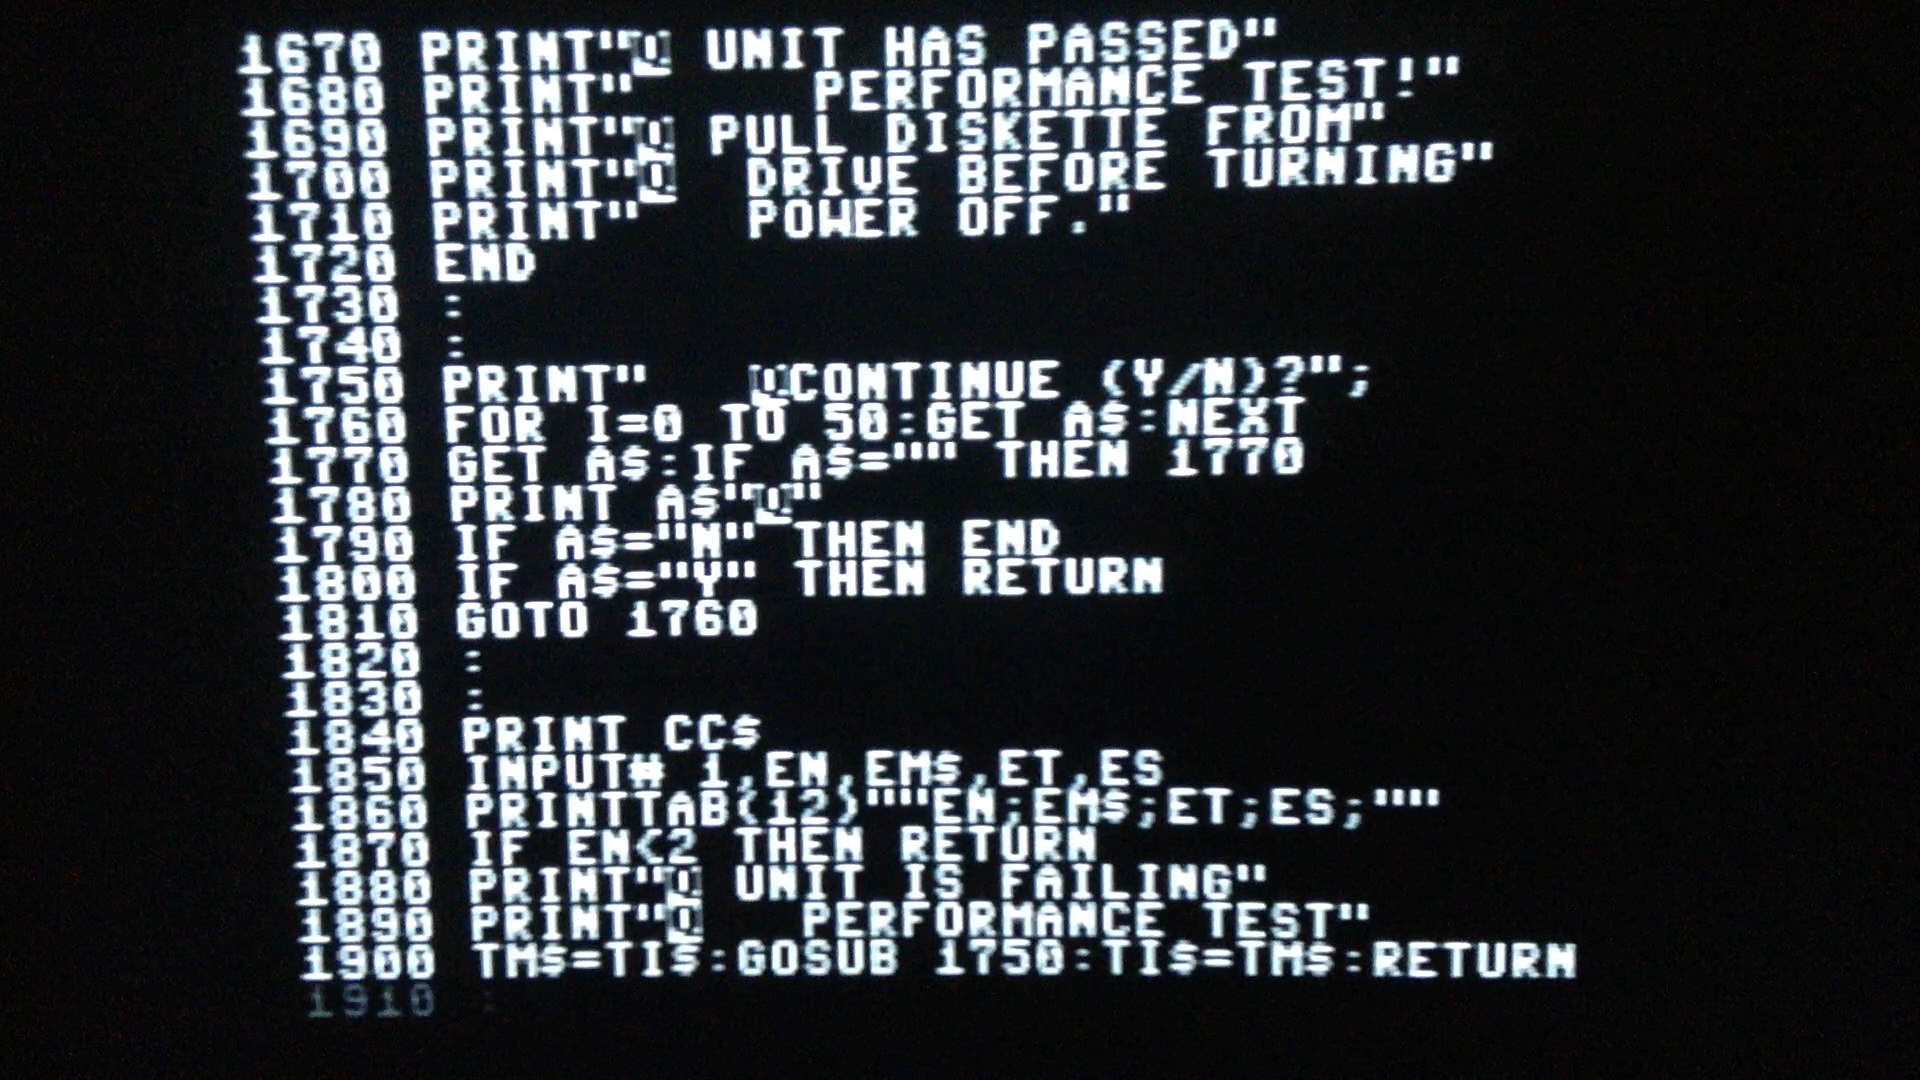 1670 PRINT"Q UNIT HAS PASSED"
1680 PRINT"     PERFORMANCE TEST!"
1690 PRINT"Q PULL DISKETTE FROM"
1700 PRINT"Q  DRIVE BEFORE TURNING"
1710 PRINT"   POWER OFF."
1720 END
1730 :
1740 :
1750 PRINT"   QCONTINUE (Y/N)?";
1760 FOR I=0 TO 50:GET A$:NEXT
1770 GET A$:IF A$="" THEN 1770
1780 PRINT A$"Q"
1790 IF A$="N" THEN END
1800 IF A$="Y" THEN RETURN
1810 GOTO 1760
1820 :
1830 :
1840 PRINT CC$
1850 INPUT# 1,EN,EM$,ET,ES
1860 PRINTTAB(12)""EN;EM$;ET;ES;""
1870 IF EN<2 THEN RETURN
1880 PRINT"Q UNIT IS FAILING"
1890 PRINT"Q   PERFORMANCE TEST"
1900 TM$=TI$:GOSUB 1750:TI$=TM$:RETURN
1910 :